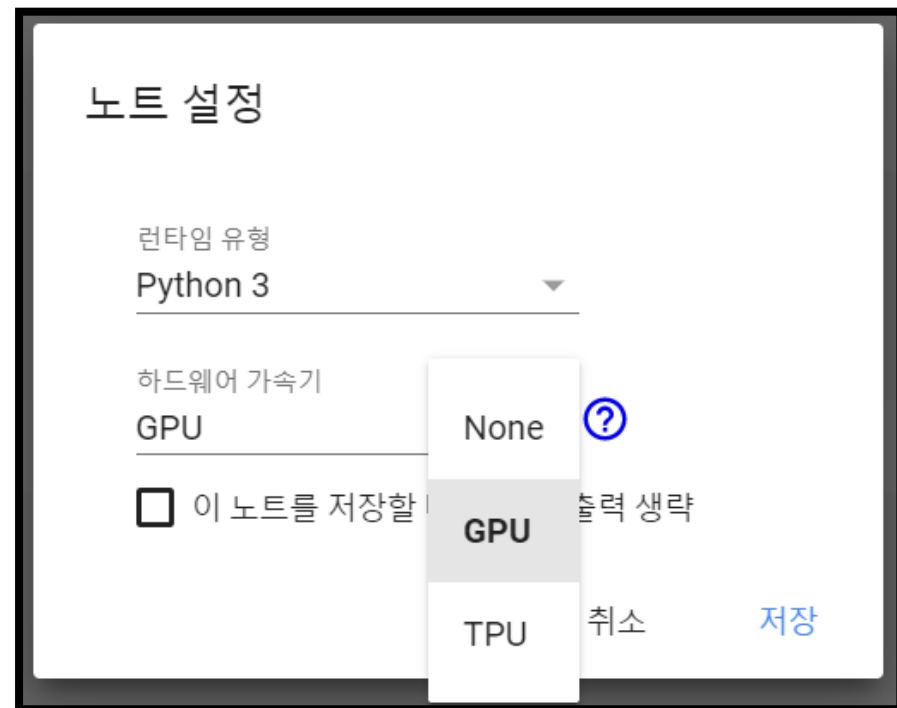 노트 설정
런타임 유형
Python 3
하드웨어 가속기
GPU
None
GPU
TPU
이 노트를 저장할 출력 생략
취소 저장